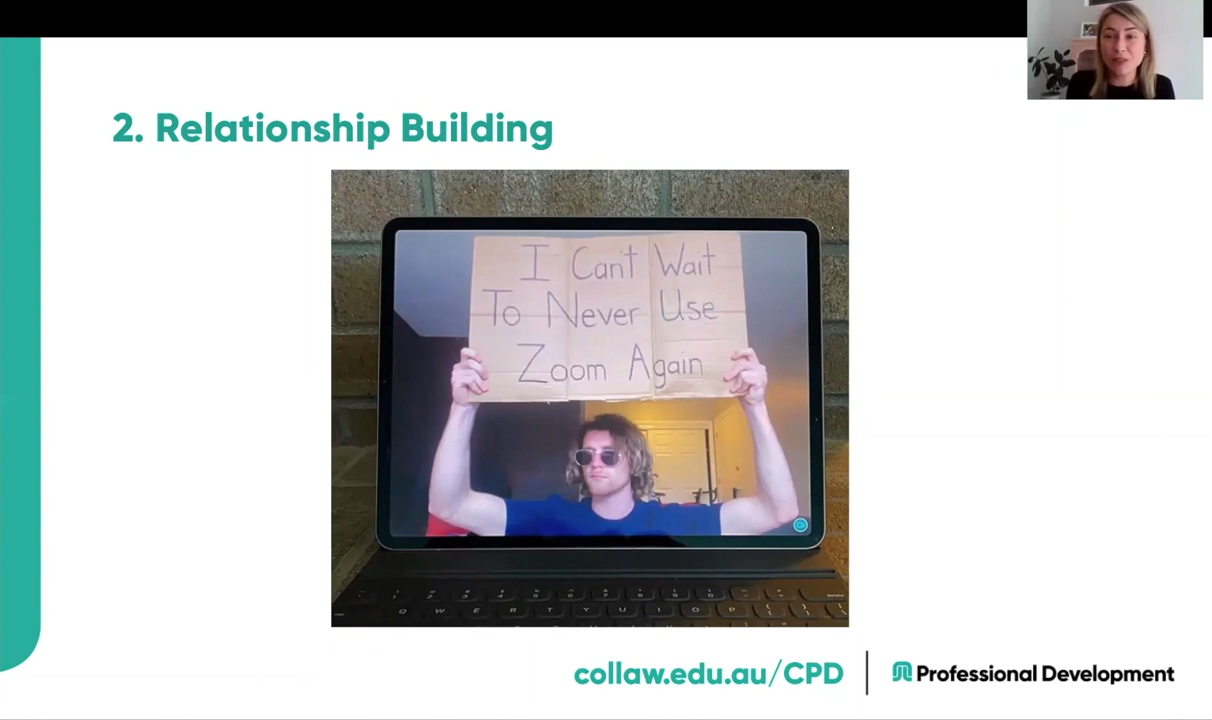 2. Relationship Building
I Can't Wait
To Never Use
Zoom Again
Q W E R T Y U I O P
collaw.edu.au/CPD
Professional Development